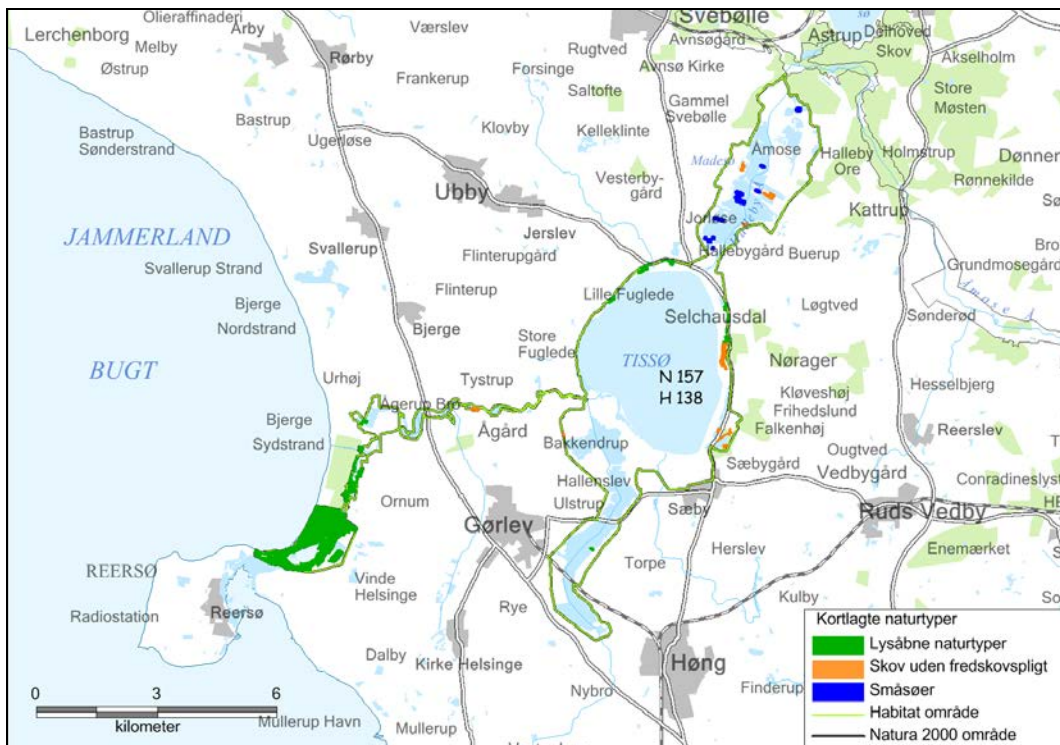 Svebølle
sø
Olieraffinaderi
Lerchenborg
Årby
Værslev
Avnsøgård
Astrup
Delhoved
Skov
Melby
Rørby
Rugtved
Akselholm
Østrup
Forsinge
Avnsø Kirke
Frankerup
Saltofte
Store
Møsten
Gammel
Svebølle
Bastrup
Bastrup
Sønderstrand
Klovby
Kelleklinte
Ugerløse
Åmose
Halleby
Ore
Holmstrup
Madesø
Rønnekilde
Vesterby-
gård
Ubby
Kattrup
Jorløse
JAMMERLAND
Svallerup
Jerslev
Hallebygård
Buerup
Flinterupgård
Grundmosegård
Svallerup Strand
Flinterup
Lille Fuglede
Løgtved
Åmose Å
Bjerge
Nordstrand
Selchausdal
Sønderød
Bjerge
Store
Fuglede
TISSØ
Nørager
BUGT
N 157
H 138
Urhøj
Tystrup
Kløveshøj
Hesselbjerg
Ågerup Bro
Frihedslund
Bjerge
Sydstrand
Ågård
Bakkendrup
Falkenhøj
Reerslev
Ougtved
Sæbygård
Vedbygård
Conradineslyst
Hallenslev
Ornum
Ulstrup
Sæby
Ruds Vedby
Gørlev
Herslev
Enemærket
REERSØ
Vinde
Helsinge
Torpe
Radiostation
Reersø
Rye
Kulby
Kortlagte naturtyper
Lysåbne naturtyper
Dalby
Kirke Helsinge
Høng
Skov uden fredskovspligt
0 3 6
Nybro
Finderup
Småsøer
kilometer
Habitat område
Mullerup Havn
Mullerup
Natura 2000 område